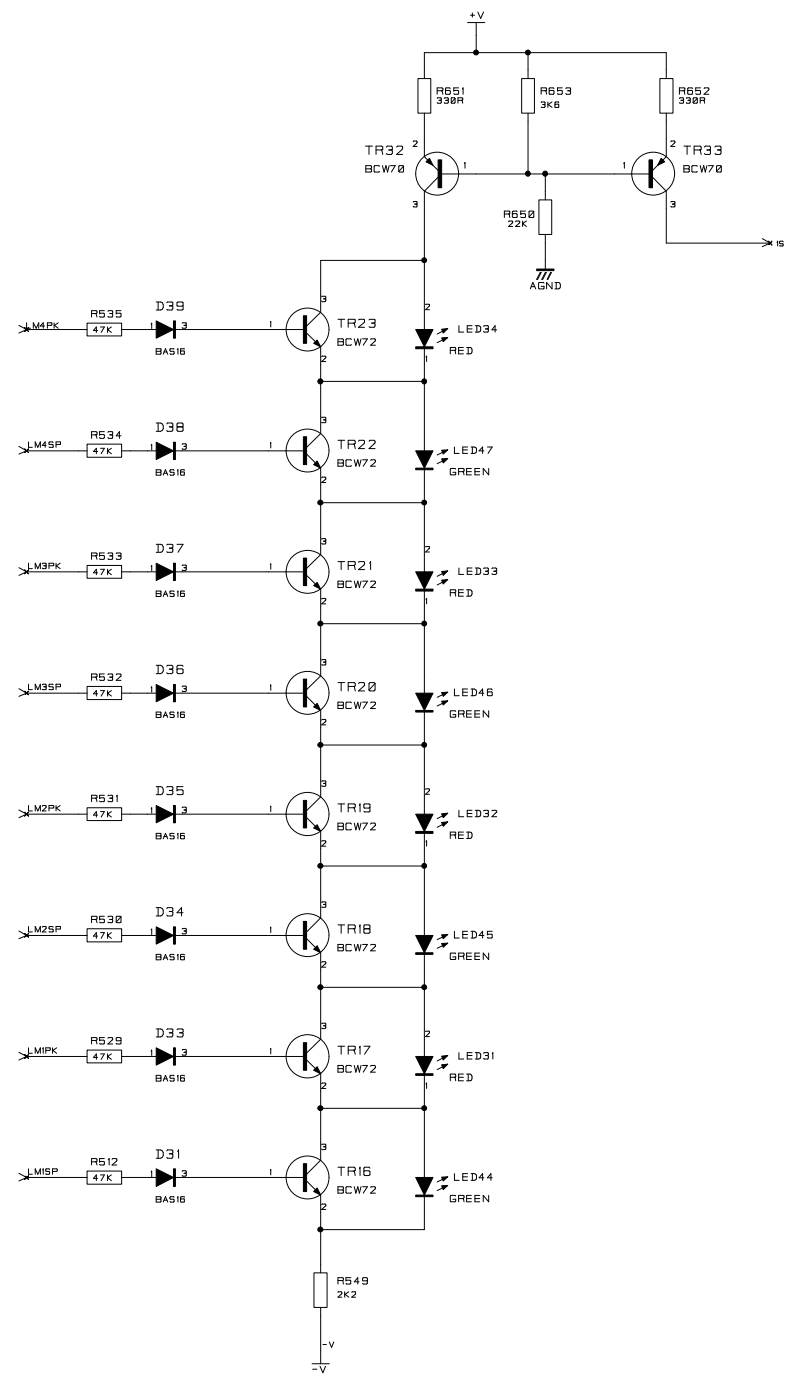 +V
R651
330R
R653
3K6
R652
330R
2
TR32
BCW70
1
3
2
TR33
BCW70
1
3
R650
22K
AGND
IS
LM4PK
R535
47K
D39
1
3
BAS16
1
3
TR23
BCW72
2
2
LED34
RED
1
LM4SP
R534
47K
D38
1
3
BAS16
1
3
TR22
BCW72
2
LED47
GREEN
LM3PK
R533
47K
D37
1
3
BAS16
1
3
TR21
BCW72
2
2
LED33
RED
1
LM3SP
R532
47K
D36
1
3
BAS16
1
3
TR20
BCW72
2
LED46
GREEN
LM2PK
R531
47K
D35
1
3
BAS16
1
3
TR19
BCW72
2
2
LED32
RED
1
LM2SP
R530
47K
D34
1
3
BAS16
1
3
TR18
BCW72
2
LED45
GREEN
LM1PK
R529
47K
D33
1
3
BAS16
1
3
TR17
BCW72
2
2
LED31
RED
1
LM1SP
R512
47K
D31
1
3
BAS16
1
3
TR16
BCW72
2
LED44
GREEN
R549
2K2
-V
-V